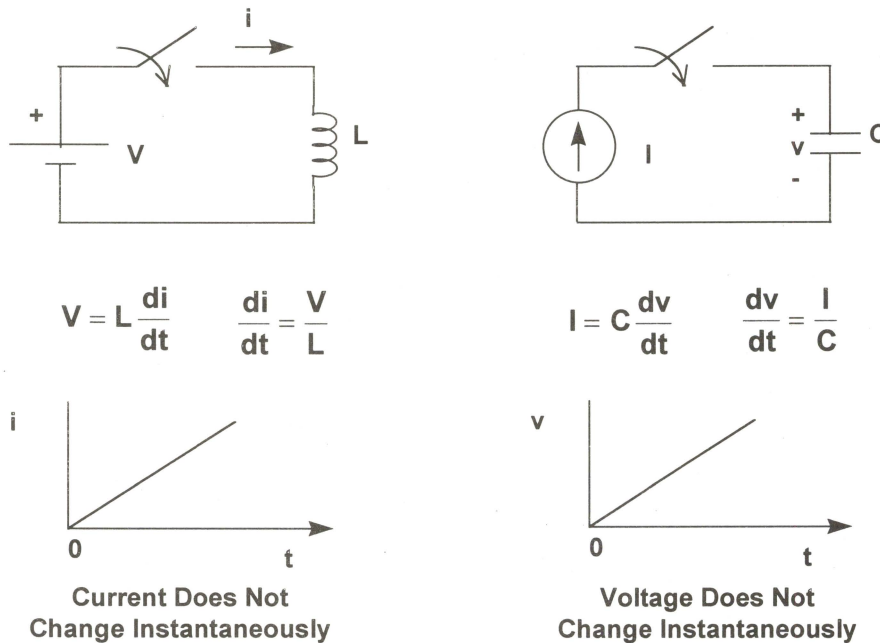 i
+
V
L
V = L di/dt di/dt = V/L
i
0
t
Current Does Not
Change Instantaneously
I
+
v
-
C
I = C dv/dt dv/dt = I/C
v
0
t
Voltage Does Not
Change Instantaneously